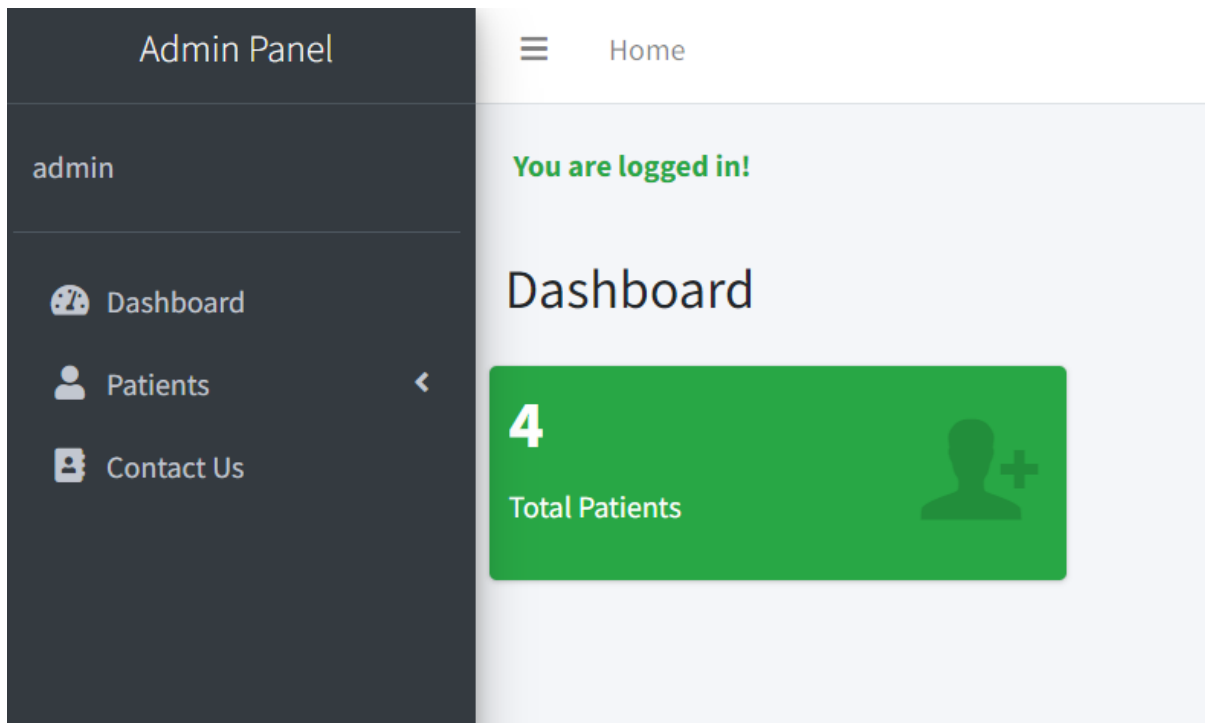 Admin Panel
Home
admin
You are logged in!
Dashboard
Dashboard
Patients
Contact Us
4
Total Patients